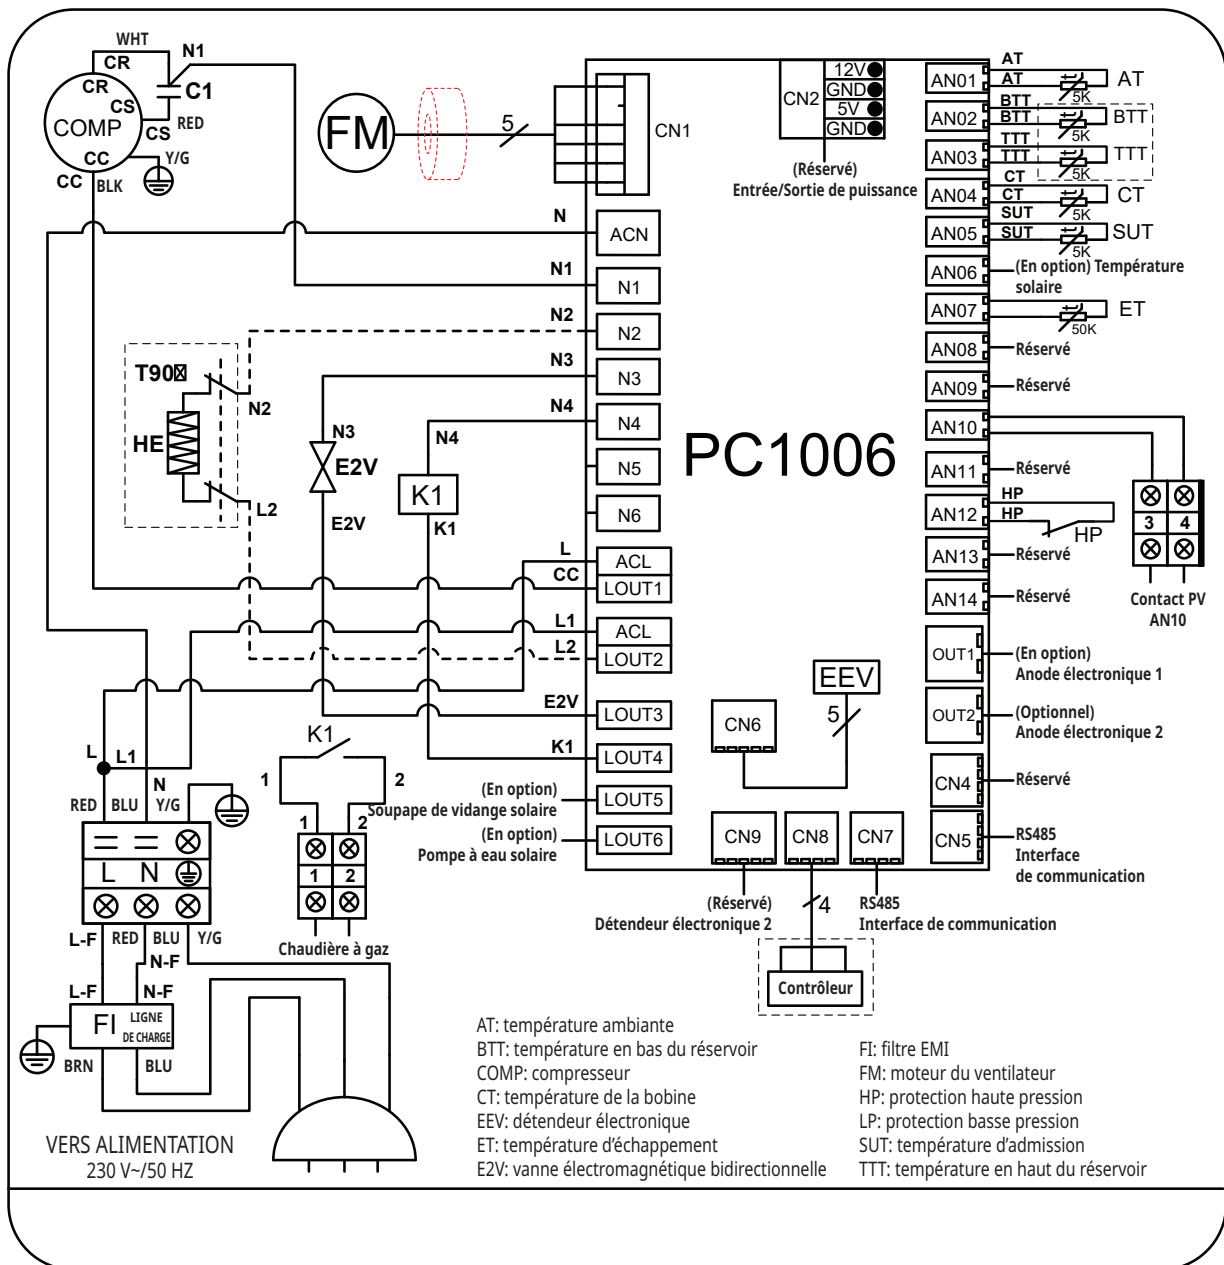 WHT
CR
N1
CR
CS
C1
COMP
CS
RED
CC
Y/G
CC
BLK
FM
5
CN1
CN2
12V
GND
5V
GND
(Réservé)
Entrée/Sortie de puissance
AN01
AT
AT
5K
AT
AN02
BTT
BTT
5K
BTT
AN03
TTT
TTT
5K
TTT
AN04
CT
CT
5K
CT
AN05
SUT
SUT
5K
SUT
AN06
(En option) Température
solaire
AN07
50K
ET
AN08
Réservé
AN09
Réservé
AN10
AN11
Réservé
AN12
HP
HP
HP
AN13
Réservé
AN14
Réservé
3
4
Contact PV
AN10
OUT1
(En option)
Anode électronique 1
OUT2
(Optionnel)
Anode électronique 2
CN4
Réservé
CN5
RS485
Interface
de communication
N
ACN
N1
N1
N2
N2
N3
N3
N4
N4
N5
N6
PC1006
T90
N2
HE
L2
N3
E2V
E2V
N4
K1
K1
L
ACL
CC
LOUT1
L1
ACL
L2
LOUT2
E2V
LOUT3
K1
LOUT4
(En option)
Soupape de vidange solaire
LOUT5
(En option)
Pompe à eau solaire
LOUT6
EEV
5
CN6
CN9
CN8
CN7
(Réservé)
Détendeur électronique 2
4
RS485
Interface de communication
Contrôleur
K1
1
2
1
2
1
2
Chaudière à gaz
L
L1
N
RED
BLU
Y/G
L
N
L-F
RED
BLU
Y/G
N-F
L-F
N-F
FI
LIGNE
DE CHARGE
BRN
BLU
VERS ALIMENTATION
230 V~/50 HZ
AT: température ambiante
BTT: température en bas du réservoir
COMP: compresseur
CT: température de la bobine
EEV: détendeur électronique
ET: température d'échappement
E2V: vanne électromagnétique bidirectionnelle
FI: filtre EMI
FM: moteur du ventilateur
HP: protection haute pression
LP: protection basse pression
SUT: température d'admission
TTT: température en haut du réservoir